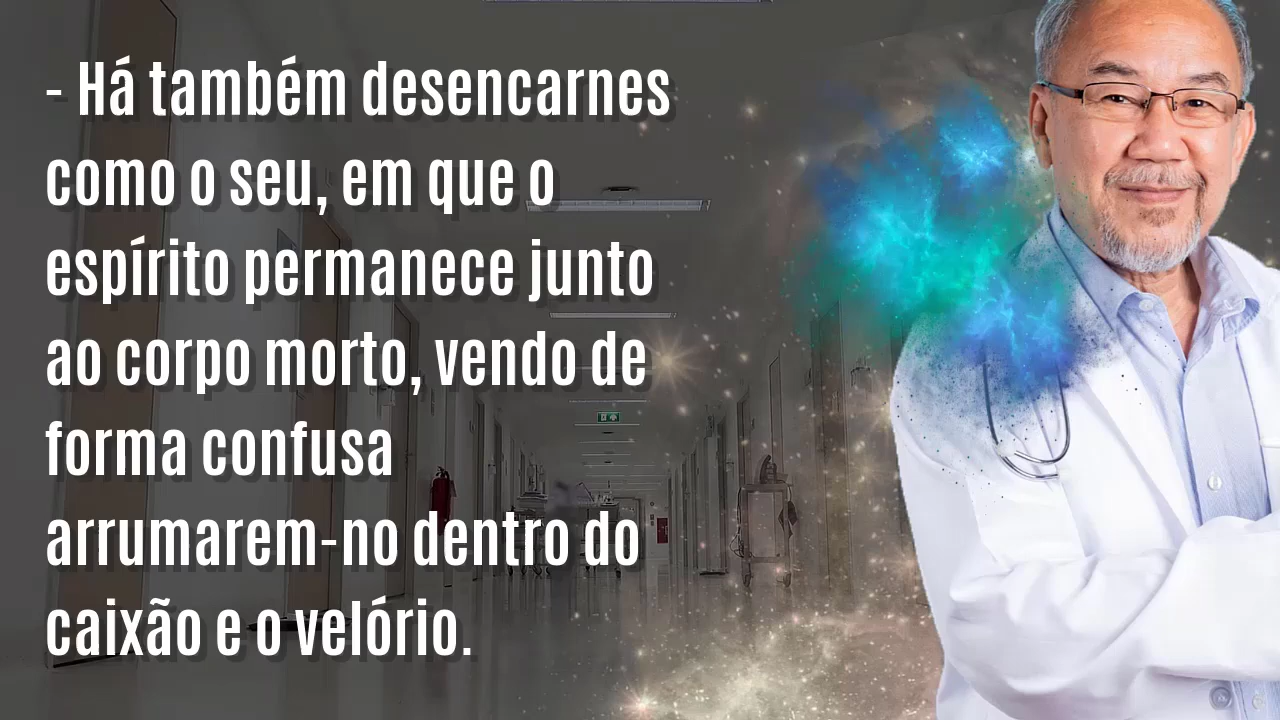 - Há também desencarnes
como o seu, em que o
espírito permanece junto
ao corpo morto, vendo de
forma confusa
arrumarem-no dentro do
caixão e o velório.